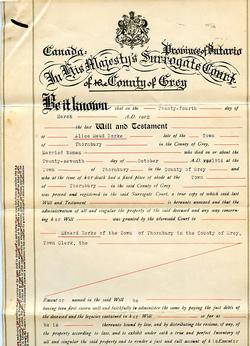 Canada: Province of Ontario
In His Majesty's Surrogate Court
of the County of Grey
Be it known that on the Twenty-fourth day of
March A.D.
the last Will and Testament
of Alice Maud Rorke late of the Town
of Thornbury in the County of Grey,
Married Woman who died on or about the
Twenty-seventh day of October A.D. 1914 at the
Town of Thornbury in the County of Grey and
who at the time of her death had a fixed place of abode at the Town
of Thornbury in the said County of Grey
was proved and registered in the said Surrogate Court, a true copy of which said last
Will and Testament is hereunto annexed and that the
administration of all and singular the property of the said deceased and any way concerning
her Will was granted by the aforesaid Court to
Edward Rorke of the Town of Thornbury in the County of Grey,
Town Clerk, the
Executor named in the said Will he
having been first sworn well and faithfully to administer the same by paying the just debts
of the deceased and the legacies contained in her Will so far as
he is thereunto bound by law, and by distributing the residue, if any, of
the property according to law, and to exhibit under oath a true and perfect Inventory
of all and singular the said property and to render a just and full account of his Executor